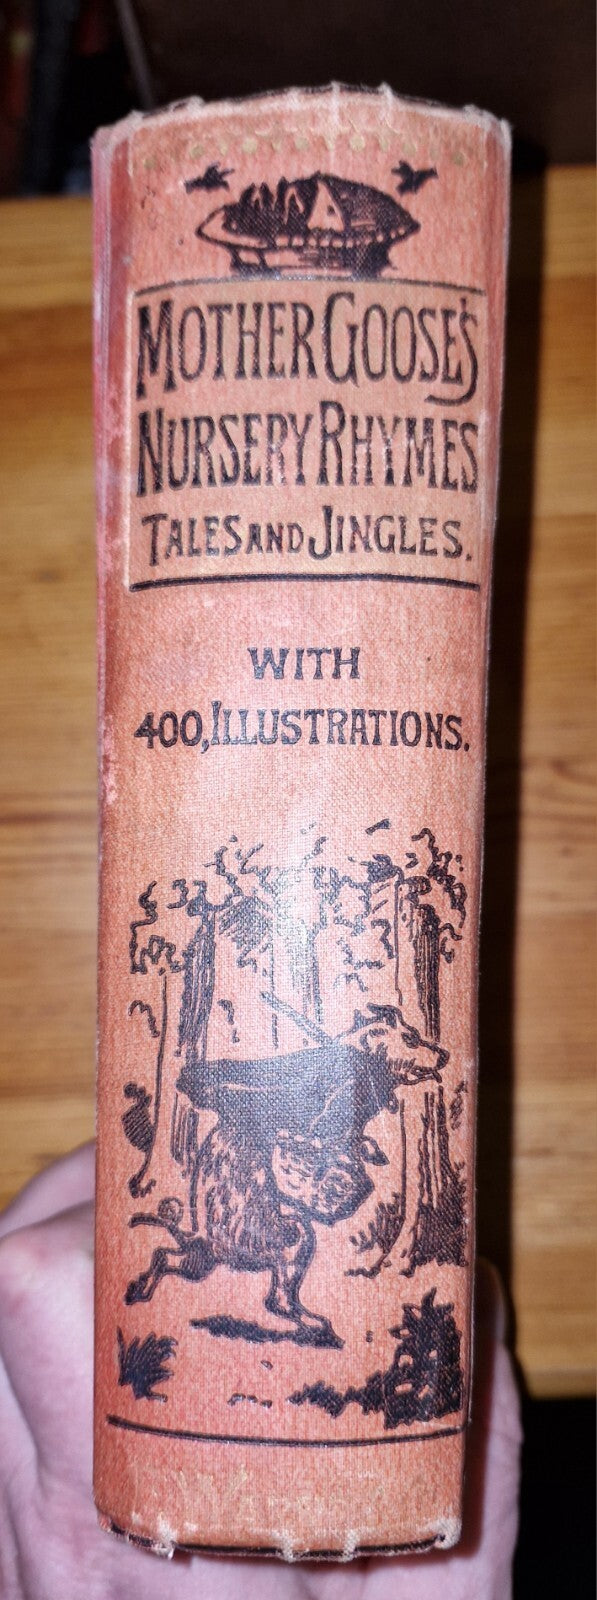 MOTHER GOOSE'S
NURSERY RHYMES
TALES AND JINGLES.
WITH
400, ILLUSTRATIONS.